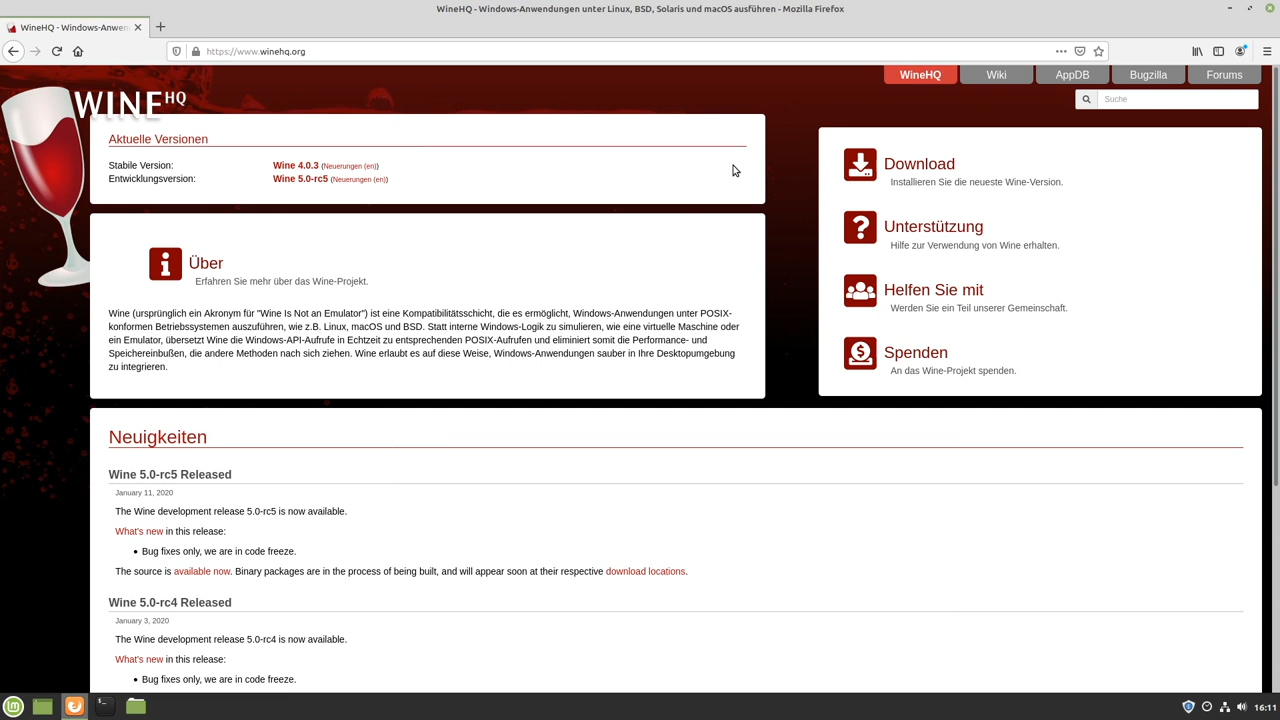 WineHQ - Windows-Anwendungen unter Linux, BSD, Solaris und macOS ausführen - Mozilla Firefox
WineHQ - Windows-Anwen
https://www.winehq.org
WineHQ
Wiki
AppDB
Bugzilla
Forums
WINE HQ
Suche
Aktuelle Versionen
Stabile Version: Wine 4.0.3 (Neuerungen (en))
Entwicklungsversion: Wine 5.0-rc5 (Neuerungen (en))
Über
Erfahren Sie mehr über das Wine-Projekt.
Wine (ursprünglich ein Akronym für "Wine Is Not an Emulator") ist eine Kompatibilitätsschicht, die es ermöglicht, Windows-Anwendungen unter POSIX-
konformen Betriebssystemen auszuführen, wie z.B. Linux, macOS und BSD. Statt interne Windows-Logik zu simulieren, wie eine virtuelle Maschine oder
ein Emulator, übersetzt Wine die Windows-API-Aufrufe in Echtzeit zu entsprechenden POSIX-Aufrufen und eliminiert somit die Performance- und
Speichereinbußen, die andere Methoden nach sich ziehen. Wine erlaubt es auf diese Weise, Windows-Anwendungen sauber in Ihre Desktopumgebung
zu integrieren.
Download
Installieren Sie die neueste Wine-Version.
Unterstützung
Hilfe zur Verwendung von Wine erhalten.
Helfen Sie mit
Werden Sie ein Teil unserer Gemeinschaft.
Spenden
An das Wine-Projekt spenden.
Neuigkeiten
Wine 5.0-rc5 Released
January 11, 2020
The Wine development release 5.0-rc5 is now available.
What's new in this release:
• Bug fixes only, we are in code freeze.
The source is available now. Binary packages are in the process of being built, and will appear soon at their respective download locations.
Wine 5.0-rc4 Released
January 3, 2020
The Wine development release 5.0-rc4 is now available.
What's new in this release:
• Bug fixes only, we are in code freeze.
16:11